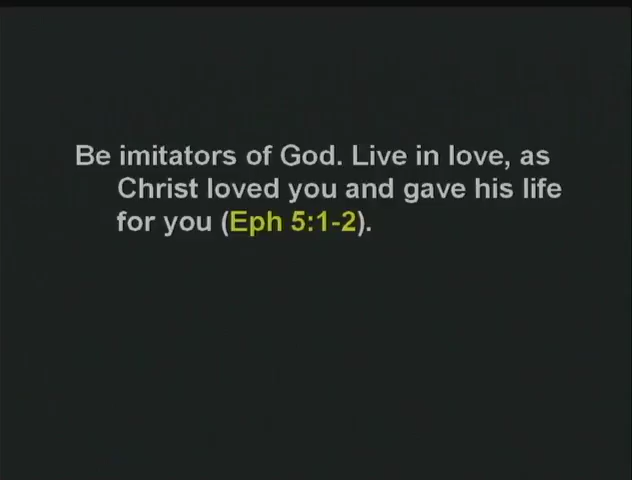 Be imitators of God. Live in love, as
Christ loved you and gave his life
for you (Eph 5:1-2).